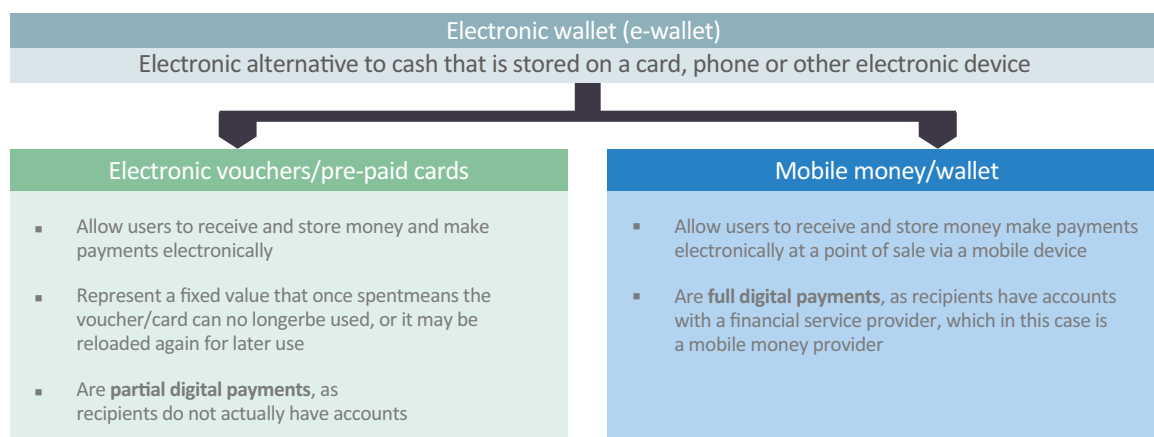 Electronic wallet (e-wallet)
Electronic alternative to cash that is stored on a card, phone or other electronic device
Electronic vouchers/pre-paid cards
▪ Allow users to receive and store money and make
payments electronically
▪ Represent a fixed value that once spentmeans the
voucher/card can no longerbe used, or it may be
reloaded again for later use
▪ Are partial digital payments, as
recipients do not actually have accounts
Mobile money/wallet
▪ Allow users to receive and store money make payments
electronically at a point of sale via a mobile device
▪ Are full digital payments, as recipients have accounts
with a financial service provider, which in this case is
a mobile money provider